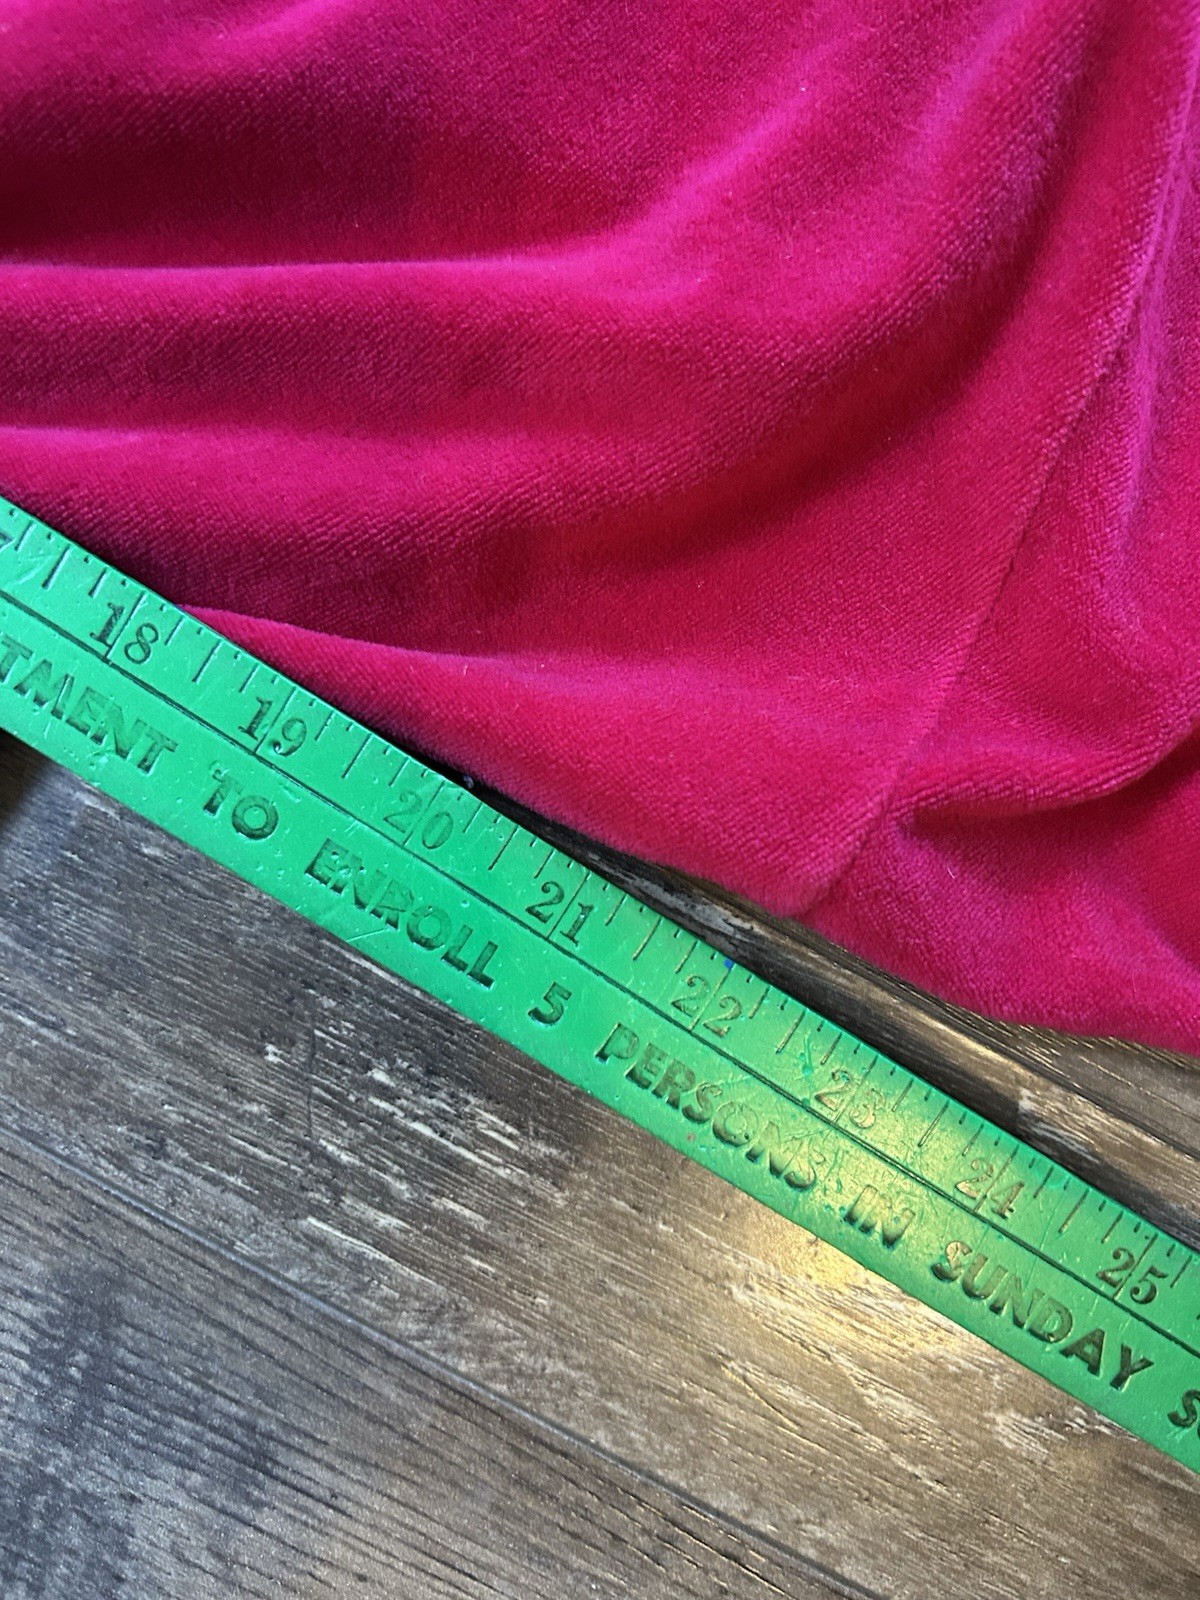 18 19 20 21 22 23 24 25
TMENT TO ENROLL 5 PERSONS IN SUNDAY